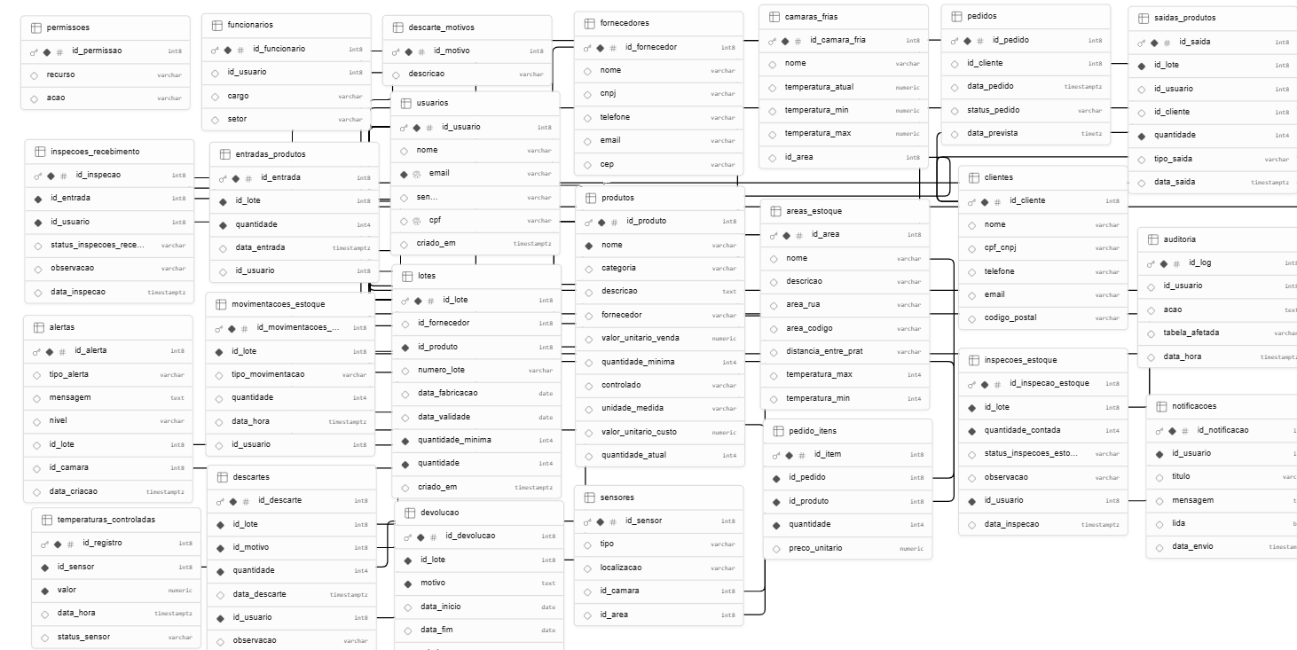 permissoes
id_permissao int8
recurso varchar
acao varchar
funcionarios
id_funcionario int8
id_usuario int8
cargo varchar
setor varchar
descarte_motivos
id_motivo int8
descricao varchar
fornecedores
id_fornecedor int8
nome varchar
cnpj varchar
telefone varchar
email varchar
cep varchar
camaras_frias
id_camara_fria int8
nome varchar
temperatura_atual numeric
temperatura_min numeric
temperatura_max numeric
id_area int8
pedidos
id_pedido int8
id_cliente int8
data_pedido timestamptz
status_pedido varchar
data_prevista timetz
saidas_produtos
id_saida int8
id_lote int8
id_usuario int8
id_cliente int8
quantidade int4
tipo_saida varchar
data_saida timestamptz
usuarios
id_usuario int8
nome varchar
email varchar
sen... varchar
cpf varchar
criado_em timestamptz
inspecoes_recebimento
id_inspecao int8
id_entrada int8
id_usuario int8
status_inspecoes_rece... varchar
observacao varchar
data_inspecao timestamptz
entradas_produtos
id_entrada int8
id_lote int8
quantidade int4
data_entrada timestamptz
id_usuario int8
produtos
id_produto int8
nome varchar
categoria varchar
descricao text
fornecedor varchar
valor_unitario_venda numeric
quantidade_minima int4
controlado varchar
unidade_medida varchar
valor_unitario_custo numeric
quantidade_atual int4
areas_estoque
id_area int8
nome varchar
descricao varchar
area_rua varchar
area_codigo varchar
distancia_entre_prat varchar
temperatura_max int4
temperatura_min int4
clientes
id_cliente int8
nome varchar
cpf_cnpj varchar
telefone varchar
email varchar
codigo_postal varchar
auditoria
id_log
id_usuario
acao
tabela_afetada varchar
data_hora timestamptz
lotes
id_lote int8
id_fornecedor int8
id_produto int8
numero_lote varchar
data_fabricacao date
data_validade date
quantidade_minima int4
quantidade int4
criado_em timestamptz
movimentacoes_estoque
id_movimentacoes_... int8
id_lote int8
tipo_movimentacao varchar
quantidade int4
data_hora timestamptz
id_usuario int8
alertas
id_alerta int8
tipo_alerta varchar
mensagem text
nivel varchar
id_lote int8
id_camara int8
data_criacao timestamptz
inspecoes_estoque
id_inspecao_estoque int8
id_lote int8
quantidade_contada int4
status_inspecoes_esto... varchar
observacao varchar
id_usuario int8
data_inspecao timestamptz
notificacoes
id_notificacao
id_usuario
titulo
mensagem
lida
data_envio
pedido_itens
id_item int8
id_pedido int8
id_produto int8
quantidade int4
preco_unitario numeric
descartes
id_descarte int8
id_lote int8
id_motivo int8
quantidade int4
data_descarte timestamptz
id_usuario int8
observacao varchar
sensores
id_sensor int8
tipo varchar
localizacao varchar
id_camara int8
id_area int8
devolucao
id_devolucao int8
id_lote int8
motivo text
data_inicio date
data_fim date
temperaturas_controladas
id_registro int8
id_sensor int8
valor numeric
data_hora timestamptz
status_sensor varchar